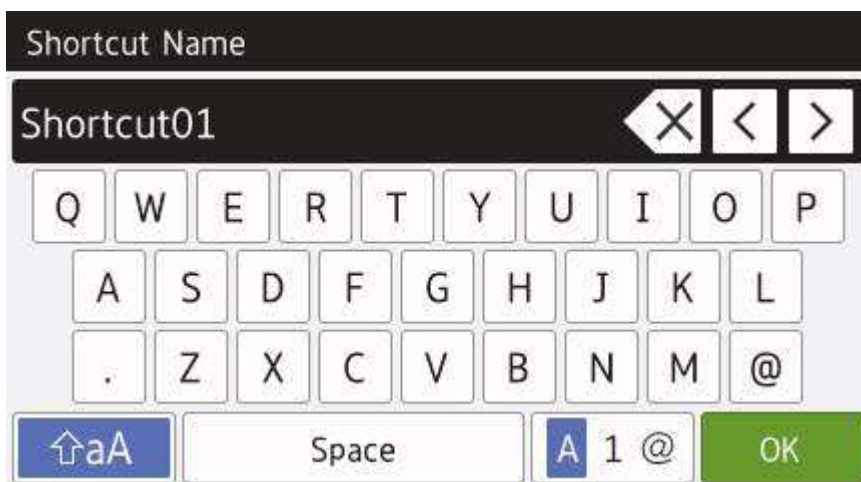 Shortcut Name
Shortcut01
Q W E R T Y U I O P
A S D F G H J K L
. Z X C V B N M @
aA Space A 1 @ OK